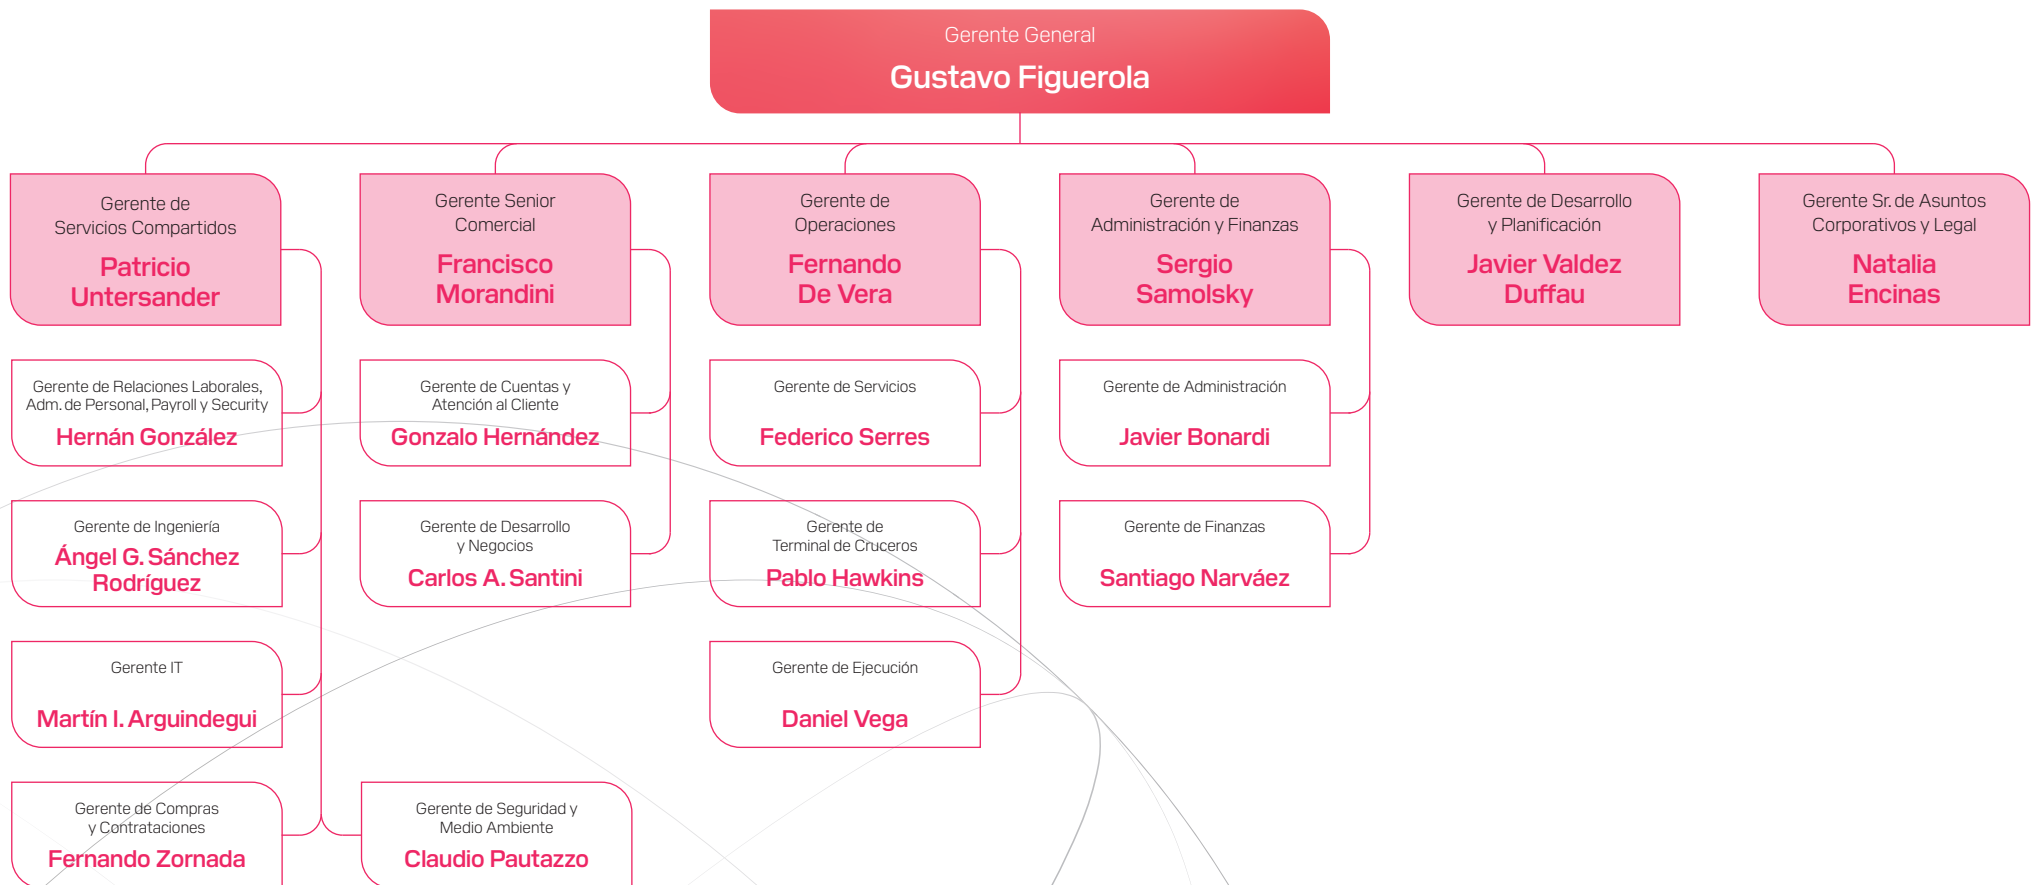 Gerente General
Gustavo Figuerola
Gerente de
Servicios Compartidos
Patricio
Untersander
Gerente Senior
Comercial
Francisco
Morandini
Gerente de
Operaciones
Fernando
De Vera
Gerente de
Administración y Finanzas
Sergio
Samolsky
Gerente de Desarrollo
y Planificación
Javier Valdez
Duffau
Gerente Sr. de Asuntos
Corporativos y Legal
Natalia
Encinas
Gerente de Relaciones Laborales,
Adm. de Personal, Payroll y Security
Hernán González
Gerente de Cuentas y
Atención al Cliente
Gonzalo Hernández
Gerente de Servicios
Federico Serres
Gerente de Administración
Javier Bonardi
Gerente de Ingeniería
Ángel G. Sánchez
Rodríguez
Gerente de Desarrollo
y Negocios
Carlos A. Santini
Gerente de
Terminal de Cruceros
Pablo Hawkins
Gerente de Finanzas
Santiago Narváez
Gerente IT
Martín I. Arguindegui
Gerente de Ejecución
Daniel Vega
Gerente de Compras
y Contrataciones
Fernando Zornada
Gerente de Seguridad y
Medio Ambiente
Claudio Pautazzo